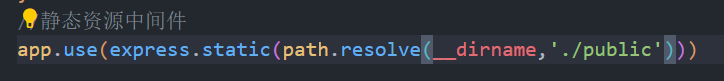 //静态资源中间件
app.use(express.static(path.resolve(__dirname,'./public')))